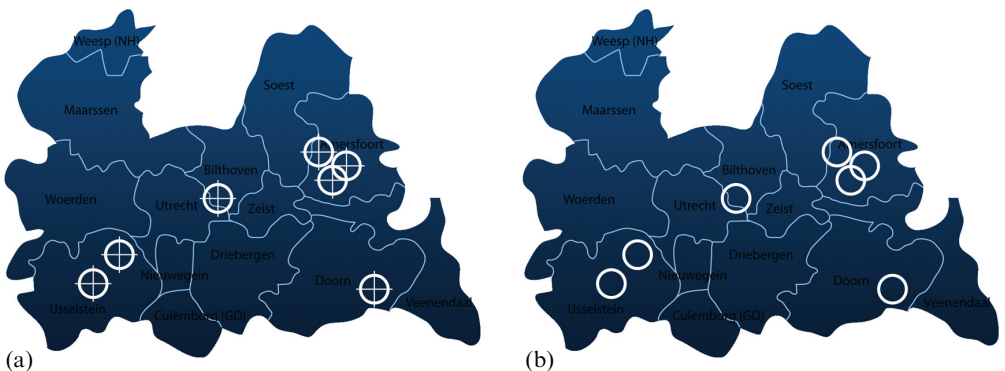 Weesp (NH)
Soest
Maarssen
Amersfoort
Bilthoven
Woerden
Utrecht
Zeist
Driebergen
Nieuwegein
Doorn
IJsselstein
Culemborg (GD)
Veenendaal
(a)
Weesp (NH)
Soest
Maarssen
Amersfoort
Bilthoven
Woerden
Utrecht
Zeist
Driebergen
Nieuwegein
Doorn
IJsselstein
Culemborg (GD)
Veenendaal
(b)